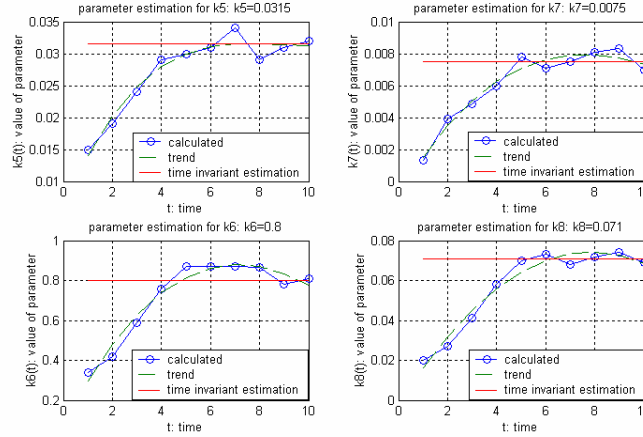 parameter estimation for k5: k5=0.0315
0.035
0.03
0.025
0.02
0.015
0.01
k5(t): value of parameter
calculated
trend
time invariant estimation
0 2 4 6 8 10
t: time
parameter estimation for k7: k7=0.0075
0.01
0.008
0.006
0.004
0.002
0
k7(t): value of parameter
calculated
trend
time invariant estimation
0 2 4 6 8 10
t: time
parameter estimation for k6: k6=0.8
1
0.8
0.6
0.4
0.2
k6(t): value of parameter
calculated
trend
time invariant estimation
0 2 4 6 8 10
t: time
parameter estimation for k8: k8=0.071
0.08
0.06
0.04
0.02
0
k8(t): value of parameter
calculated
trend
time invariant estimation
0 2 4 6 8
t: time